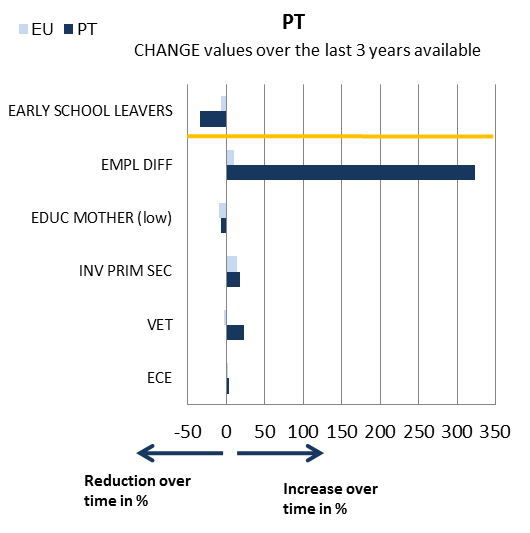 PT
EU PT
CHANGE values over the last 3 years available
EARLY SCHOOL LEAVERS
EMPL DIFF
EDUC MOTHER (low)
INV PRIM SEC
VET
ECE
-50 0 50 100 150 200 250 300 350
Reduction over
time in %
Increase over
time in %